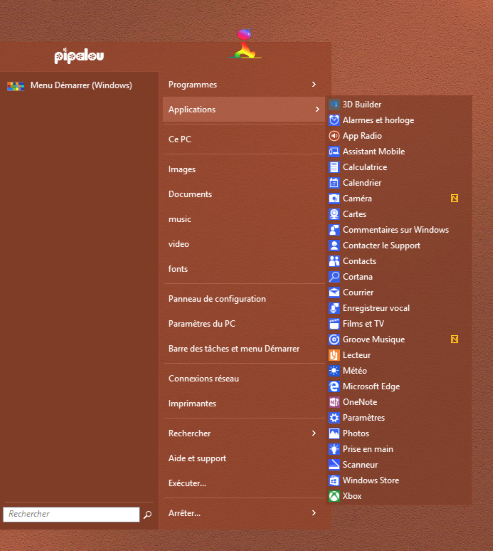 pipalou
Menu Démarrer (Windows)
Rechercher
Programmes
Applications
Ce PC
Images
Documents
music
video
fonts
Panneau de configuration
Paramètres du PC
Barre des tâches et menu Démarrer
Connexions réseau
Imprimantes
Rechercher
Aide et support
Exécuter...
Arrêter...
3D Builder
Alarmes et horloge
App Radio
Assistant Mobile
Calculatrice
Calendrier
Caméra
Cartes
Commentaires sur Windows
Contacter le Support
Contacts
Cortana
Courrier
Enregistreur vocal
Films et TV
Groove Musique
Lecteur
Météo
Microsoft Edge
OneNote
Paramètres
Photos
Prise en main
Scanneur
Windows Store
Xbox